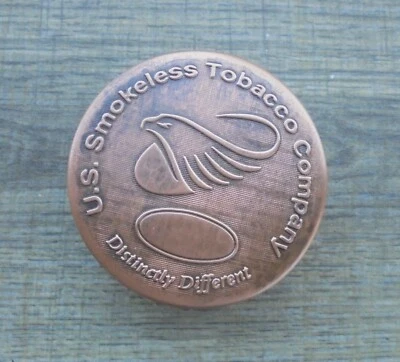 U.S. Smokeless Tobacco Company
Distinctly Different